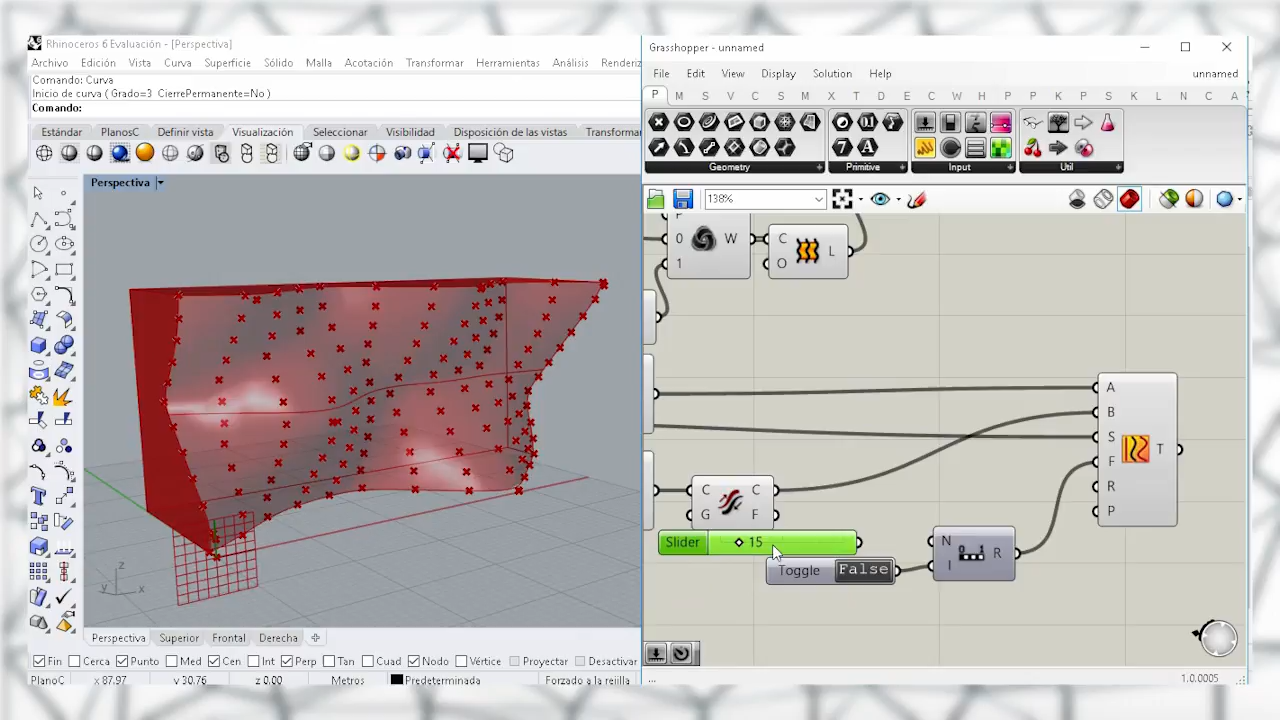 Rhinoceros 6 Evaluación - [Perspectiva]
Archivo Edición Vista Curva Superficie Sólido Malla Acotación Transformar Herramientas Análisis Renderiz
Comando: Curva
Inicio de curva ( Grado=3 CierrePermanente=No )
Comando:
Estándar PlanosC Definir vista Visualización Seleccionar Visibilidad Disposición de las v Transforma
Perspectiva
z
y
x
Perspectiva Superior Frontal Derecha
Fin Cerca Punto Med Cen Int Perp Tan Quad Nodo Vértice Proyectar Desactivar
PlanoC x 87.97 y 30.76 z 0.00 Metros Predeterminada Forzado a la rejilla
Grasshopper - unnamed
File Edit View Display Solution Help unnamed
P M S V C S M X T D E C W H L P P K P S K L N C A
Geometry Primitive Input Util
138%
P
0 W
1
C L
O
A
B
S T
F
R
P
C C
G F
Slider 15
Toggle False
N R
I
... 1.0.0005